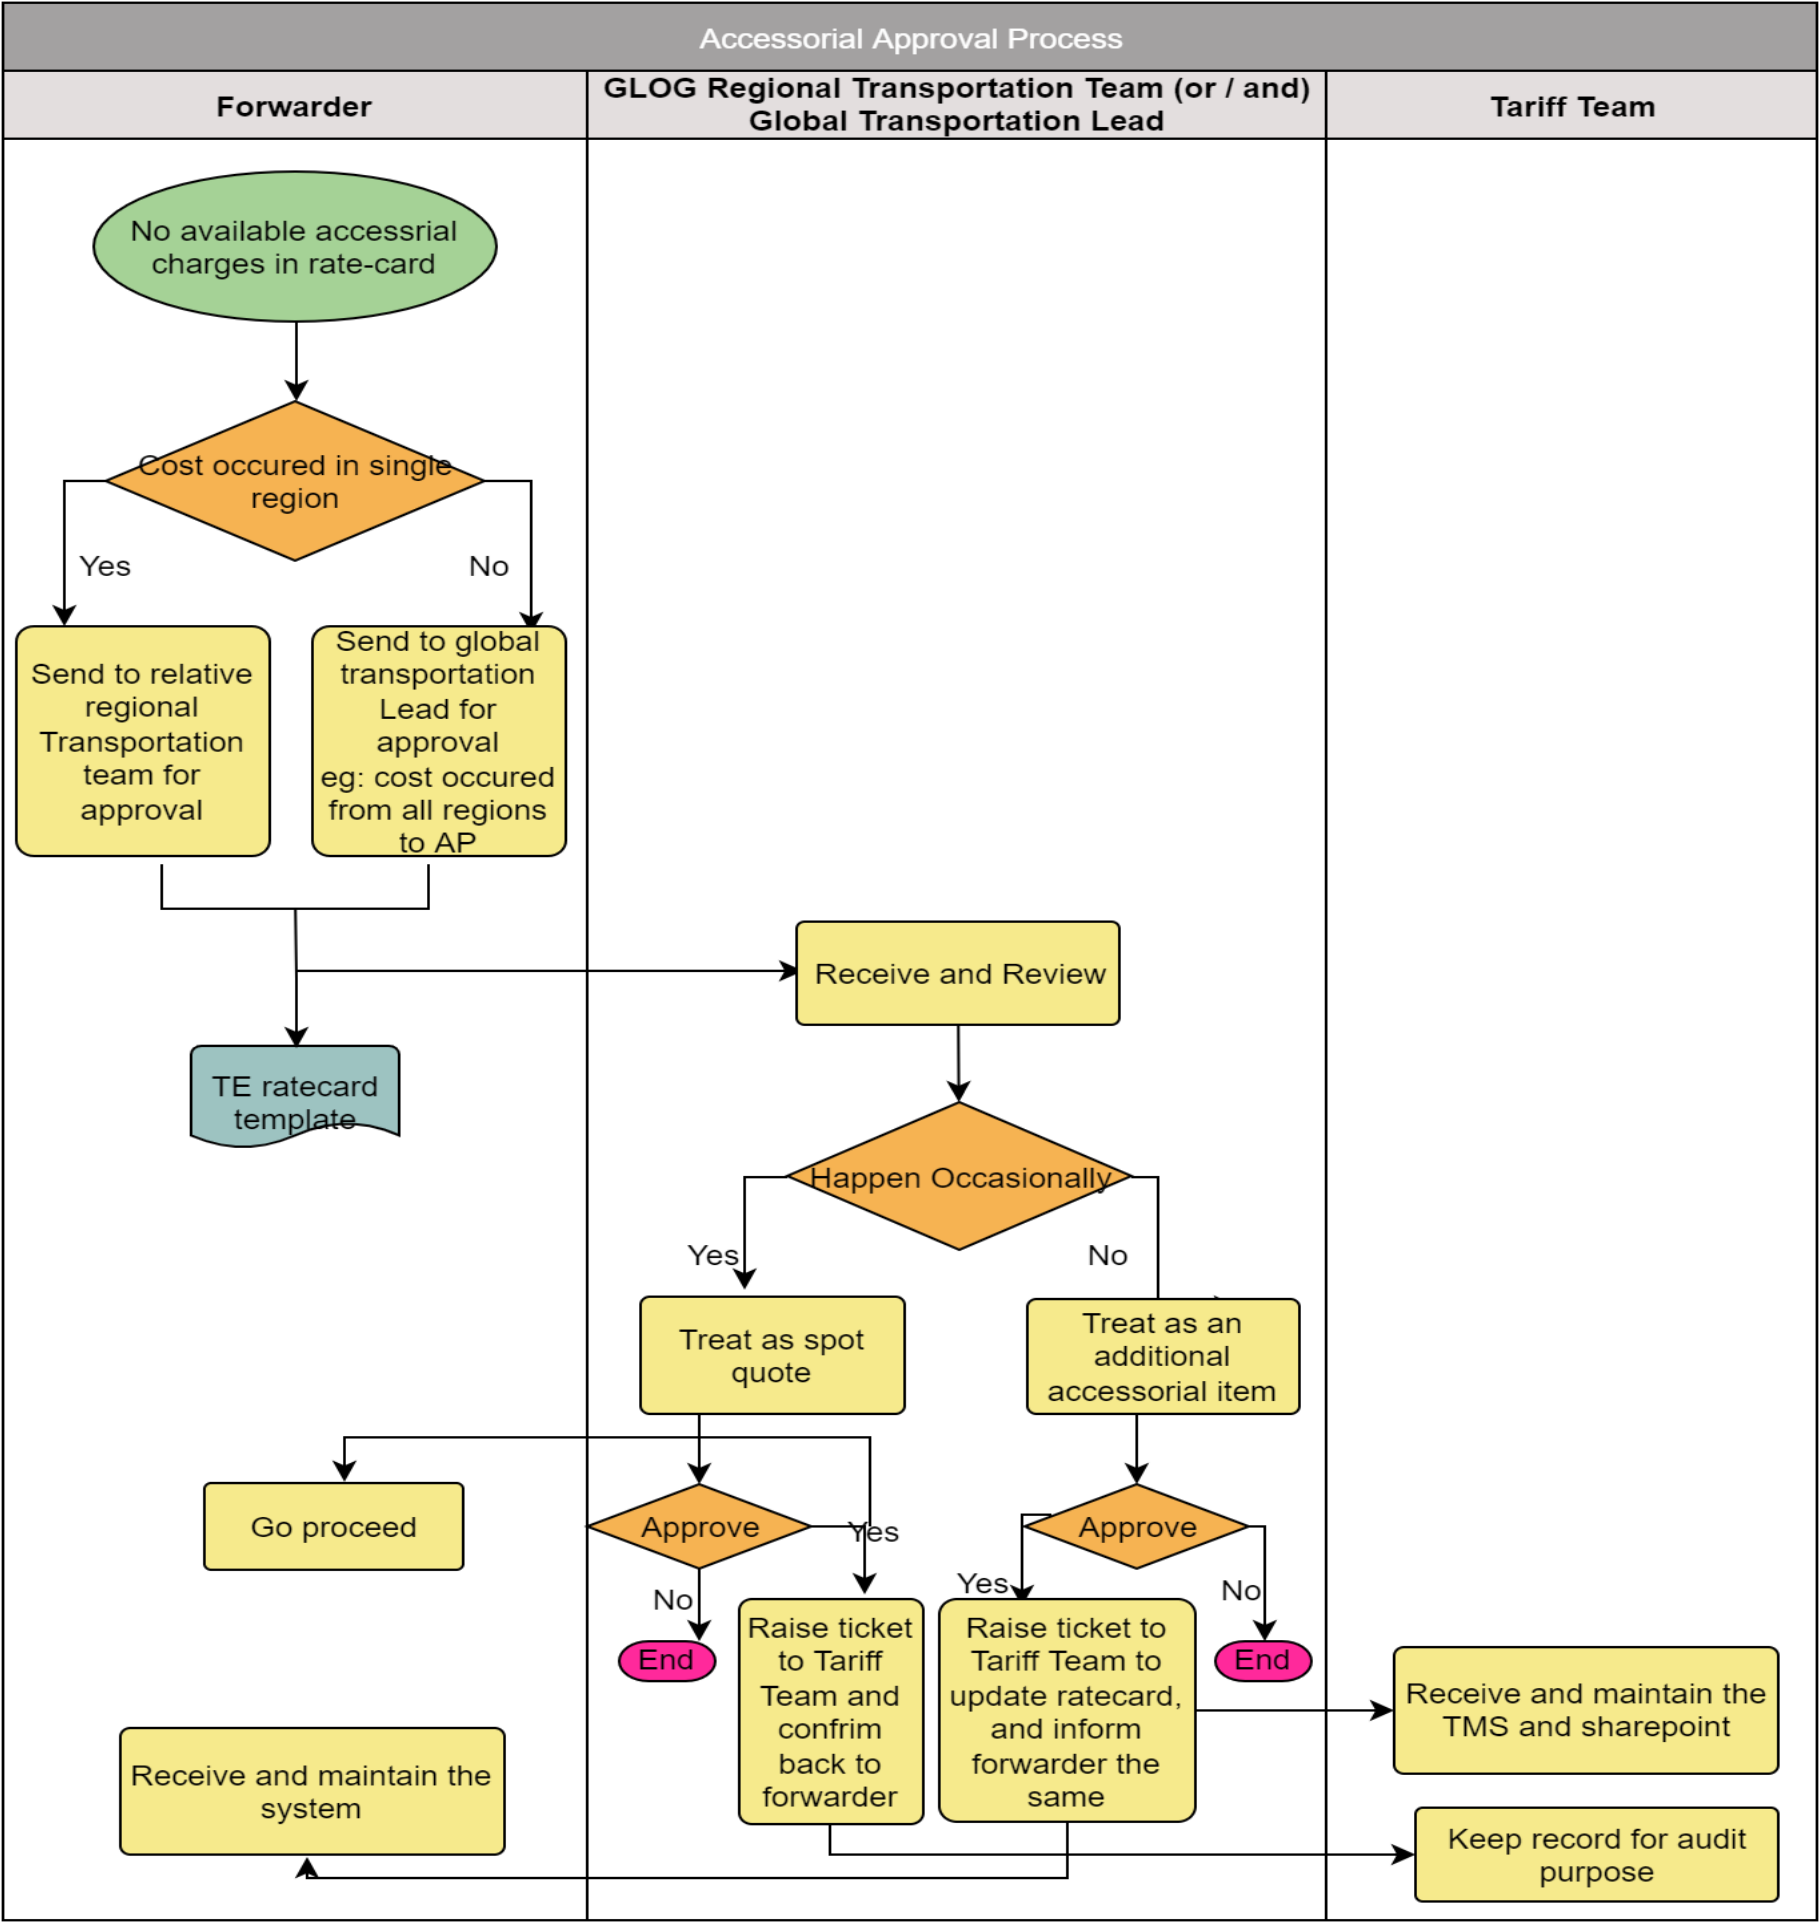 Accessorial Approval Process
Forwarder
GLOG Regional Transportation Team (or / and)
Global Transportation Lead
Tariff Team
No available accessrial
charges in rate-card
Cost occured in single
region
Yes
No
Send to relative
regional
Transportation
team for
approval
Send to global
transportation
Lead for
approval
eg: cost occured
from all regions
to AP
Receive and Review
TE ratecard
template
Happen Occasionally
Yes
No
Treat as spot
quote
Treat as an
additional
accessorial item
Go proceed
Approve
Yes
No
End
Approve
Yes
No
End
Raise ticket
to Tariff
Team and
confrim
back to
forwarder
Raise ticket to
Tariff Team to
update ratecard,
and inform
forwarder the
same
Receive and maintain the
TMS and sharepoint
Receive and maintain the
system
Keep record for audit
purpose